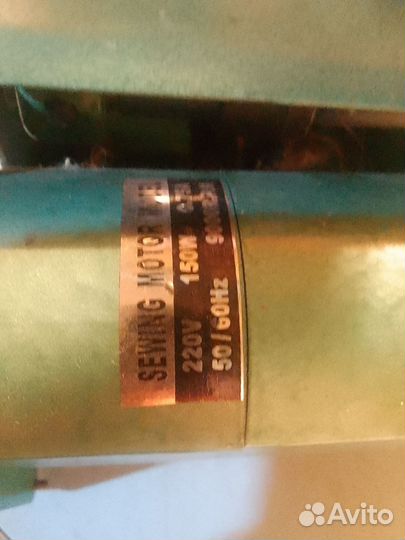 SEWING MOTOR
220V 150W
50/60Hz
Avito